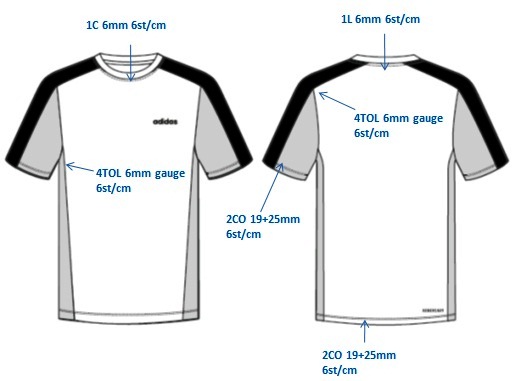 1C 6mm 6st/cm
1L 6mm 6st/cm
adidas
4TOL 6mm gauge
6st/cm
4TOL 6mm gauge
6st/cm
2CO 19+25mm
6st/cm
2CO 19+25mm
6st/cm